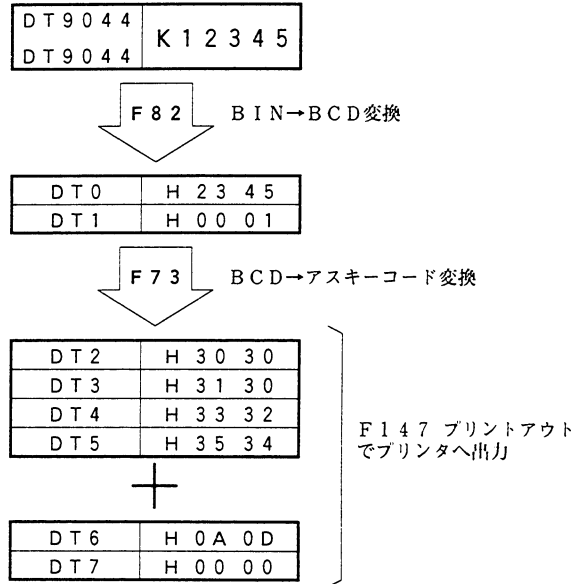 DT9044
DT9044
K12345
F82
BIN→BCD変換
DT0 H 23 45
DT1 H 00 01
F73
BCD→アスキーコード変換
DT2 H 30 30
DT3 H 31 30
DT4 H 33 32
DT5 H 35 34
F147 プリントアウト
でプリンタへ出力
+
DT6 H 0A 0D
DT7 H 00 00